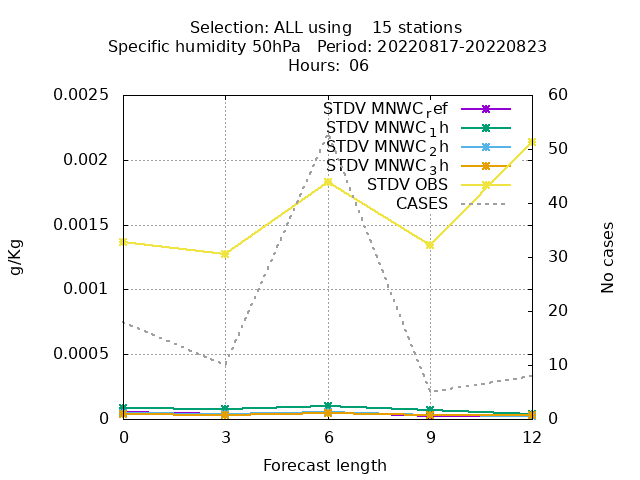 Selection: ALL using    15 stations
Specific humidity 50hPa   Period: 20220817-20220823
Hours: 06
0.0025
0.002
0.0015
0.001
0.0005
0
g/Kg
STDV MNWC_ref
STDV MNWC_1h
STDV MNWC_2h
STDV MNWC_3h
STDV OBS
CASES
60
50
40
30
20
10
0
No cases
0 3 6 9 12
Forecast length